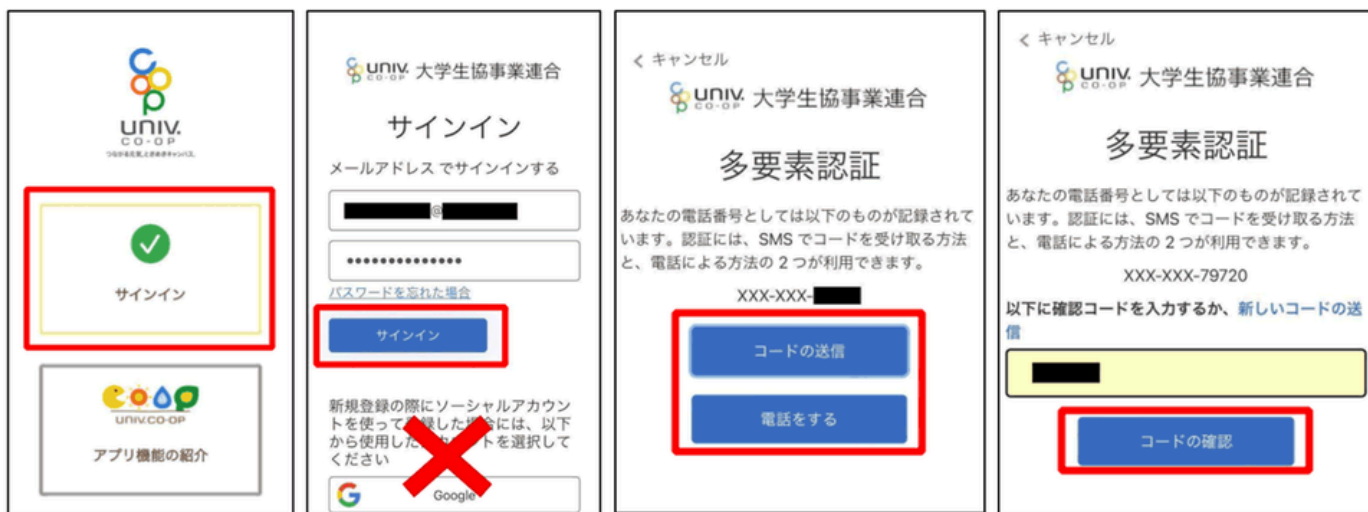 UNIV.
CO-OP
つながる元気、ときめきキャンパス。
サインイン
UNIV.CO-OP
アプリ機能の紹介
UNIV. 大学生協事業連合
CO-OP
サインイン
メールアドレス でサインインする
@
••••••••••••••
パスワードを忘れた場合
サインイン
新規登録の際にソーシャルアカウン
トを使って登録した場合には、以下
から使用した
トを選択して
ください
Google
キャンセル
UNIV. 大学生協事業連合
CO-OP
多要素認証
あなたの電話番号としては以下のものが記録されて
います。認証には、SMS でコードを受け取る方法
と、電話による方法の 2 つが利用できます。
XXX-XXX-
コードの送信
電話をする
キャンセル
UNIV. 大学生協事業連合
CO-OP
多要素認証
あなたの電話番号としては以下のものが記録されて
います。認証には、SMS でコードを受け取る方法
と、電話による方法の 2 つが利用できます。
XXX-XXX-79720
以下に確認コードを入力するか、新しいコードの送
信
コードの確認